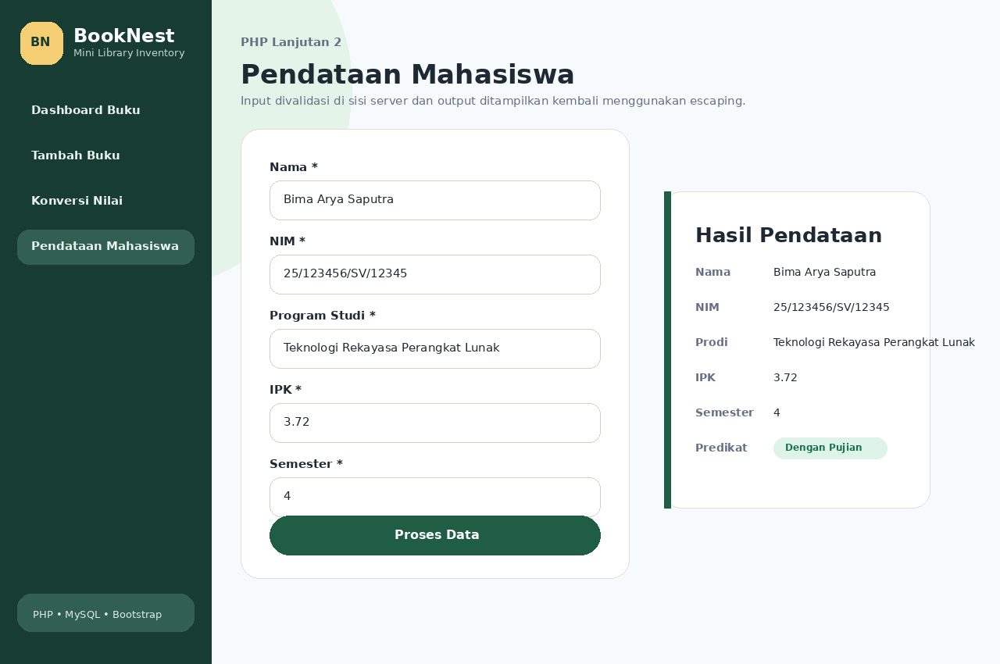 BN
BookNest
Mini Library Inventory
Dashboard Buku
Tambah Buku
Konversi Nilai
Pendataan Mahasiswa
PHP • MySQL • Bootstrap
PHP Lanjutan 2
Pendataan Mahasiswa
Input divalidasi di sisi server dan output ditampilkan kembali menggunakan escaping.
Nama *
Bima Arya Saputra
NIM *
25/123456/SV/12345
Program Studi *
Teknologi Rekayasa Perangkat Lunak
IPK *
3.72
Semester *
4
Proses Data
Hasil Pendataan
Nama Bima Arya Saputra
NIM 25/123456/SV/12345
Prodi Teknologi Rekayasa Perangkat Lunak
IPK 3.72
Semester 4
Predikat Dengan Pujian